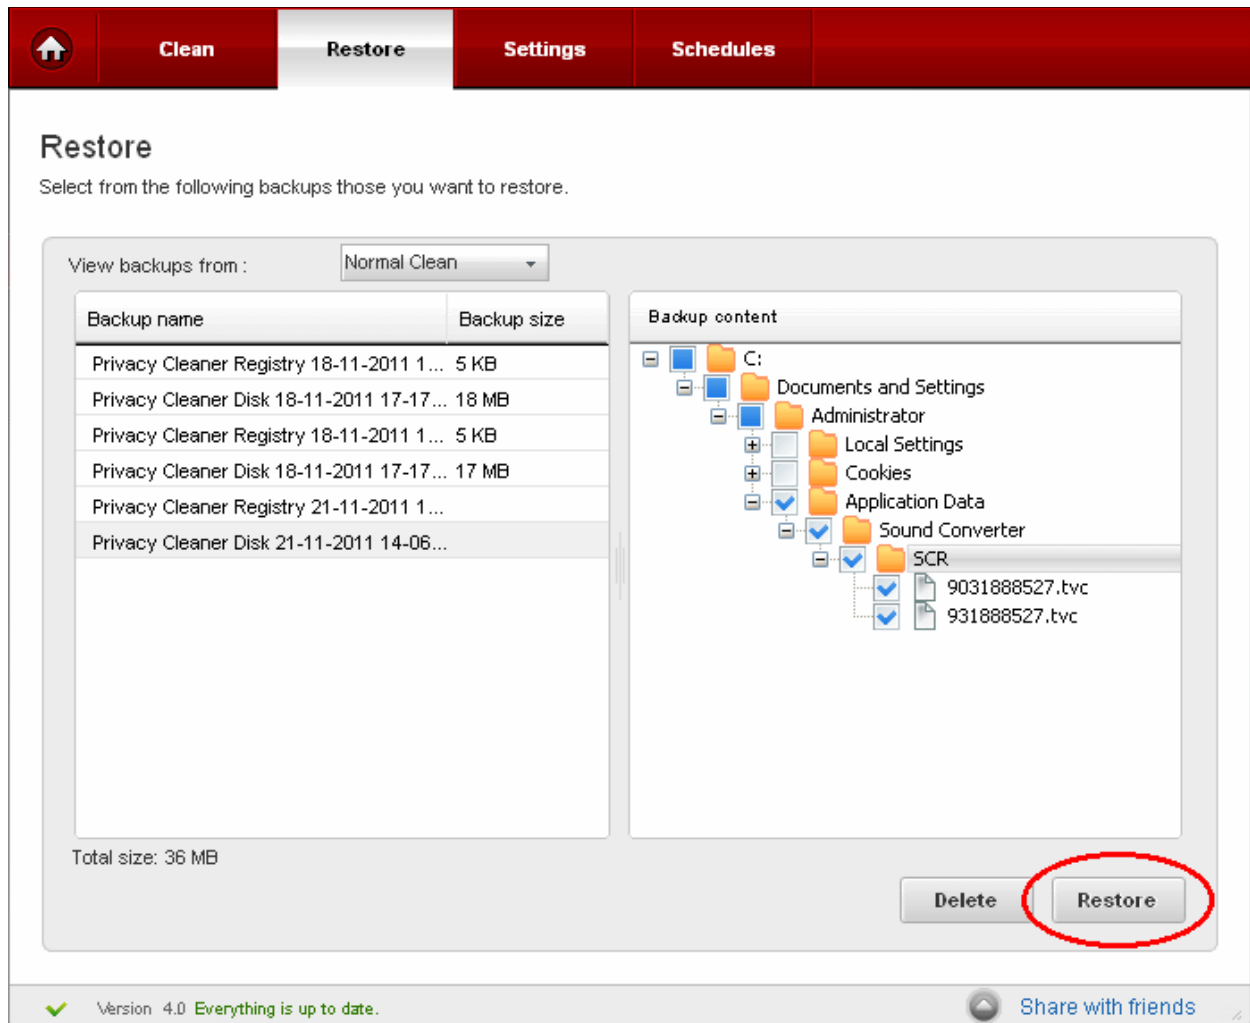 Clean Restore Settings Schedules
Restore
Select from the following backups those you want to restore.
View backups from : Normal Clean
Backup name Backup size
Privacy Cleaner Registry 18-11-2011 1... 5 KB
Privacy Cleaner Disk 18-11-2011 17-17... 18 MB
Privacy Cleaner Registry 18-11-2011 1... 5 KB
Privacy Cleaner Disk 18-11-2011 17-17... 17 MB
Privacy Cleaner Registry 21-11-2011 1...
Privacy Cleaner Disk 21-11-2011 14-06...
Backup content
C:
Documents and Settings
Administrator
Local Settings
Cookies
Application Data
Sound Converter
SCR
9031888527.tvc
931888527.tvc
Total size: 36 MB
Delete Restore
Version 4.0 Everything is up to date.
Share with friends